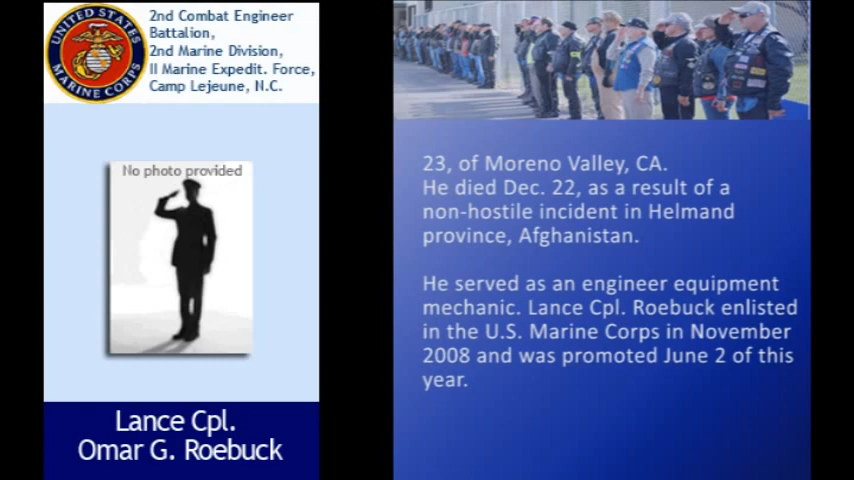 UNITED STATES
MARINE CORPS
2nd Combat Engineer
Battalion,
2nd Marine Division,
II Marine Expedit. Force,
Camp Lejeune, N.C.
No photo provided
Lance Cpl.
Omar G. Roebuck
23, of Moreno Valley, CA.
He died Dec. 22, as a result of a
non-hostile incident in Helmand
province, Afghanistan.
He served as an engineer equipment
mechanic. Lance Cpl. Roebuck enlisted
in the U.S. Marine Corps in November
2008 and was promoted June 2 of this
year.